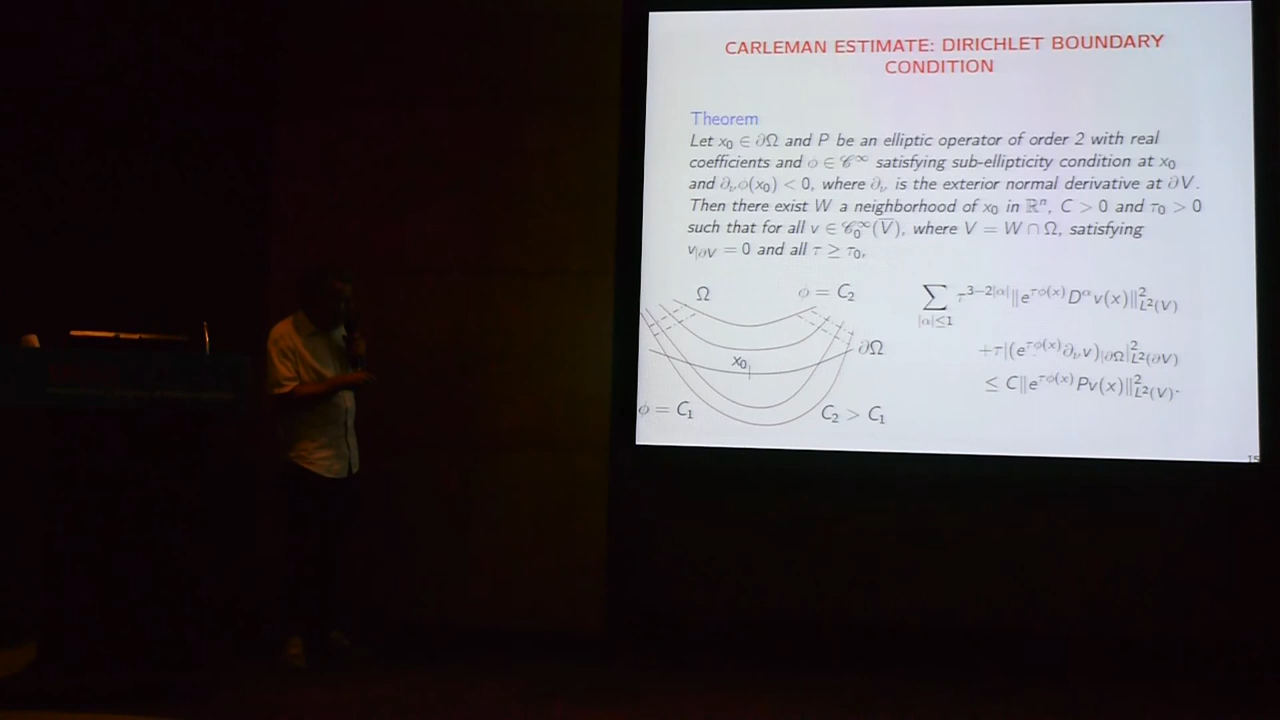 CARLEMAN ESTIMATE: DIRICHLET BOUNDARY
CONDITION
Theorem
Let x₀ ∈ ∂Ω and P be an elliptic operator of order 2 with real
coefficients and ϕ ∈ 𝒞^∞ satisfying sub-ellipticity condition at x₀
and ∂_νϕ(x₀) < 0, where ∂_ν is the exterior normal derivative at ∂V.
Then there exist W a neighborhood of x₀ in ℝⁿ, C > 0 and τ₀ > 0
such that for all v ∈ 𝒞₀^∞(V̅), where V = W ∩ Ω, satisfying
v_{|∂V} = 0 and all τ ≥ τ₀,
Ω
ϕ = C₂
∂Ω
x₀
ϕ = C₁
C₂ > C₁
∑_{|α|≤1} τ^{3−2|α|}‖e^{τϕ(x)}D^αv(x)‖²_{L²(V)}
+τ|(e^{τϕ(x)}∂_νv)_{|∂Ω}|²_{L²(∂V)}
≤ C‖e^{τϕ(x)}Pv(x)‖²_{L²(V)}.
15